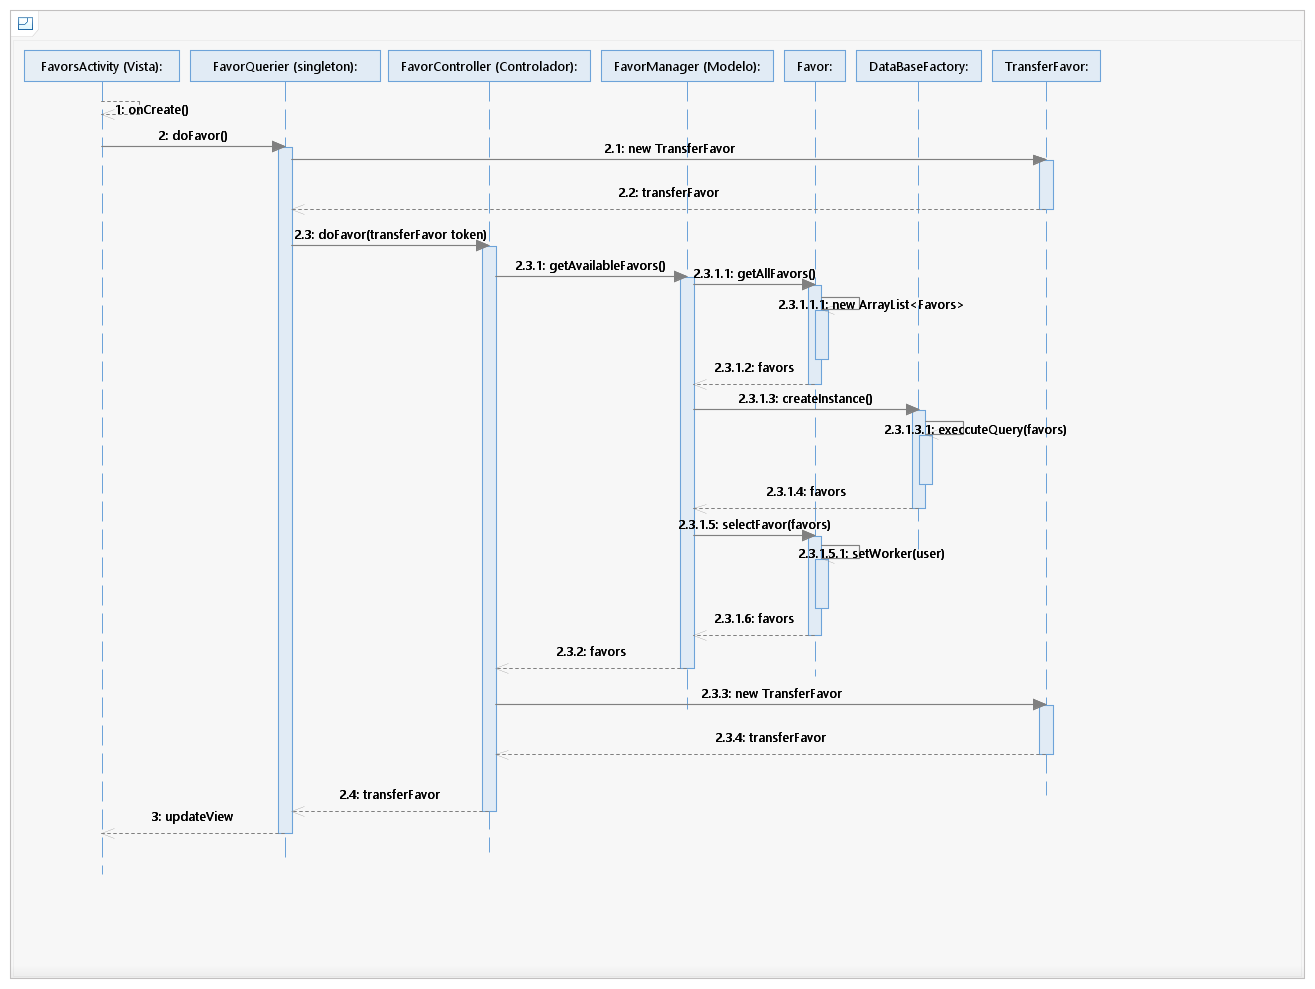 FavorsActivity (Vista):
FavorQuerier (singleton):
FavorController (Controlador):
FavorManager (Modelo):
Favor:
DataBaseFactory:
TransferFavor:
1: onCreate()
2: doFavor()
2.1: new TransferFavor
2.2: transferFavor
2.3: doFavor(transferFavor token)
2.3.1: getAvailableFavors()
2.3.1.1: getAllFavors()
2.3.1.1.1: new ArrayList<Favors>
2.3.1.2: favors
2.3.1.3: createInstance()
2.3.1.3.1: execcuteQuery(favors)
2.3.1.4: favors
2.3.1.5: selectFavor(favors)
2.3.1.5.1: setWorker(user)
2.3.1.6: favors
2.3.2: favors
2.3.3: new TransferFavor
2.3.4: transferFavor
2.4: transferFavor
3: updateView